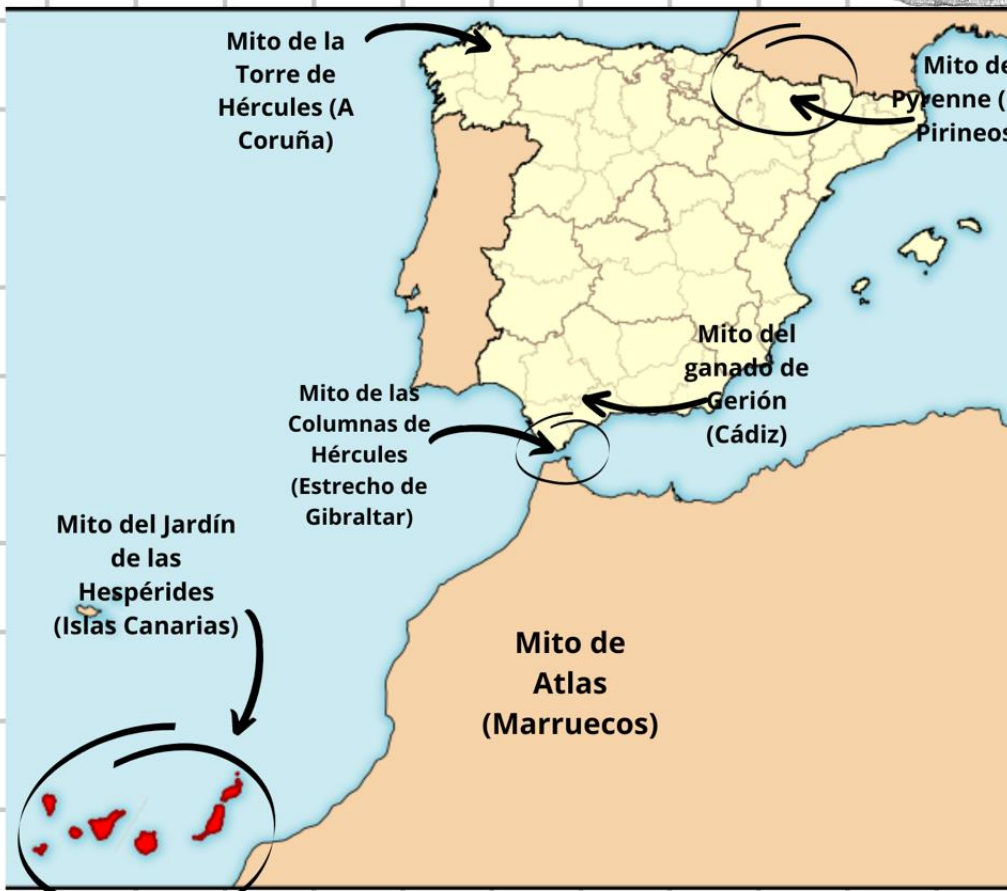 Mito de la
Torre de
Hércules (A
Coruña)
Mito de
Pyrenne (
Pirineos
Mito del
ganado de
Gerión
(Cádiz)
Mito de las
Columnas de
Hércules
(Estrecho de
Gibraltar)
Mito del Jardín
de las
Hespérides
(Islas Canarias)
Mito de
Atlas
(Marruecos)